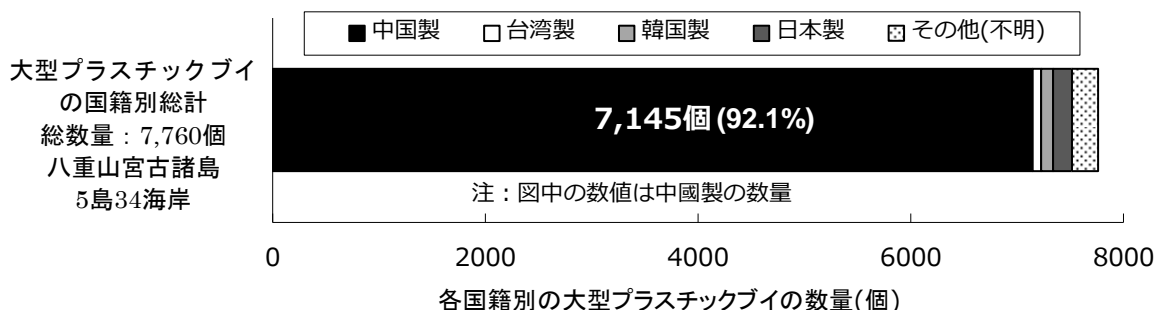 ■中国製 □台湾製 ■韓国製 ■日本製 その他(不明)
大型プラスチックブイ
の国籍別総計
総数量：7,760個
八重山宮古諸島
5島34海岸
7,145個 (92.1%)
注：図中の数値は中國製の数量
0 2000 4000 6000 8000
各国籍別の大型プラスチックブイの数量(個)